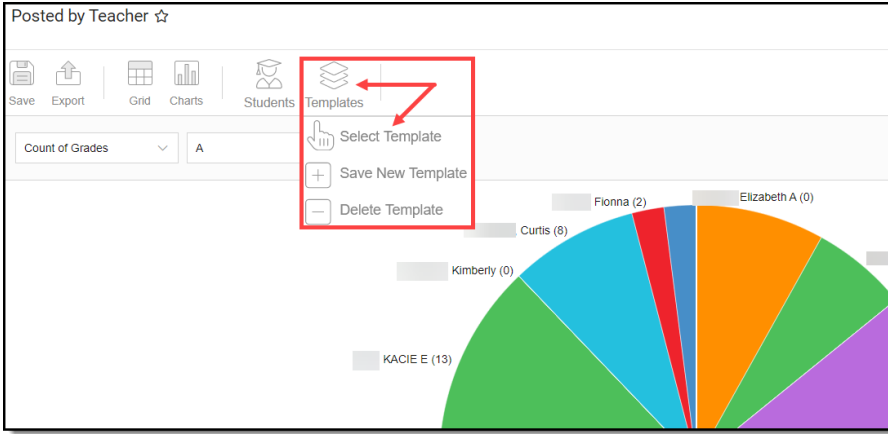 Posted by Teacher
Save Export Grid Charts Students Templates
Select Template
Count of Grades A
Save New Template
Delete Template
Elizabeth A (0)
Fionna (2)
Curtis (8)
Kimberly (0)
KACIE E (13)